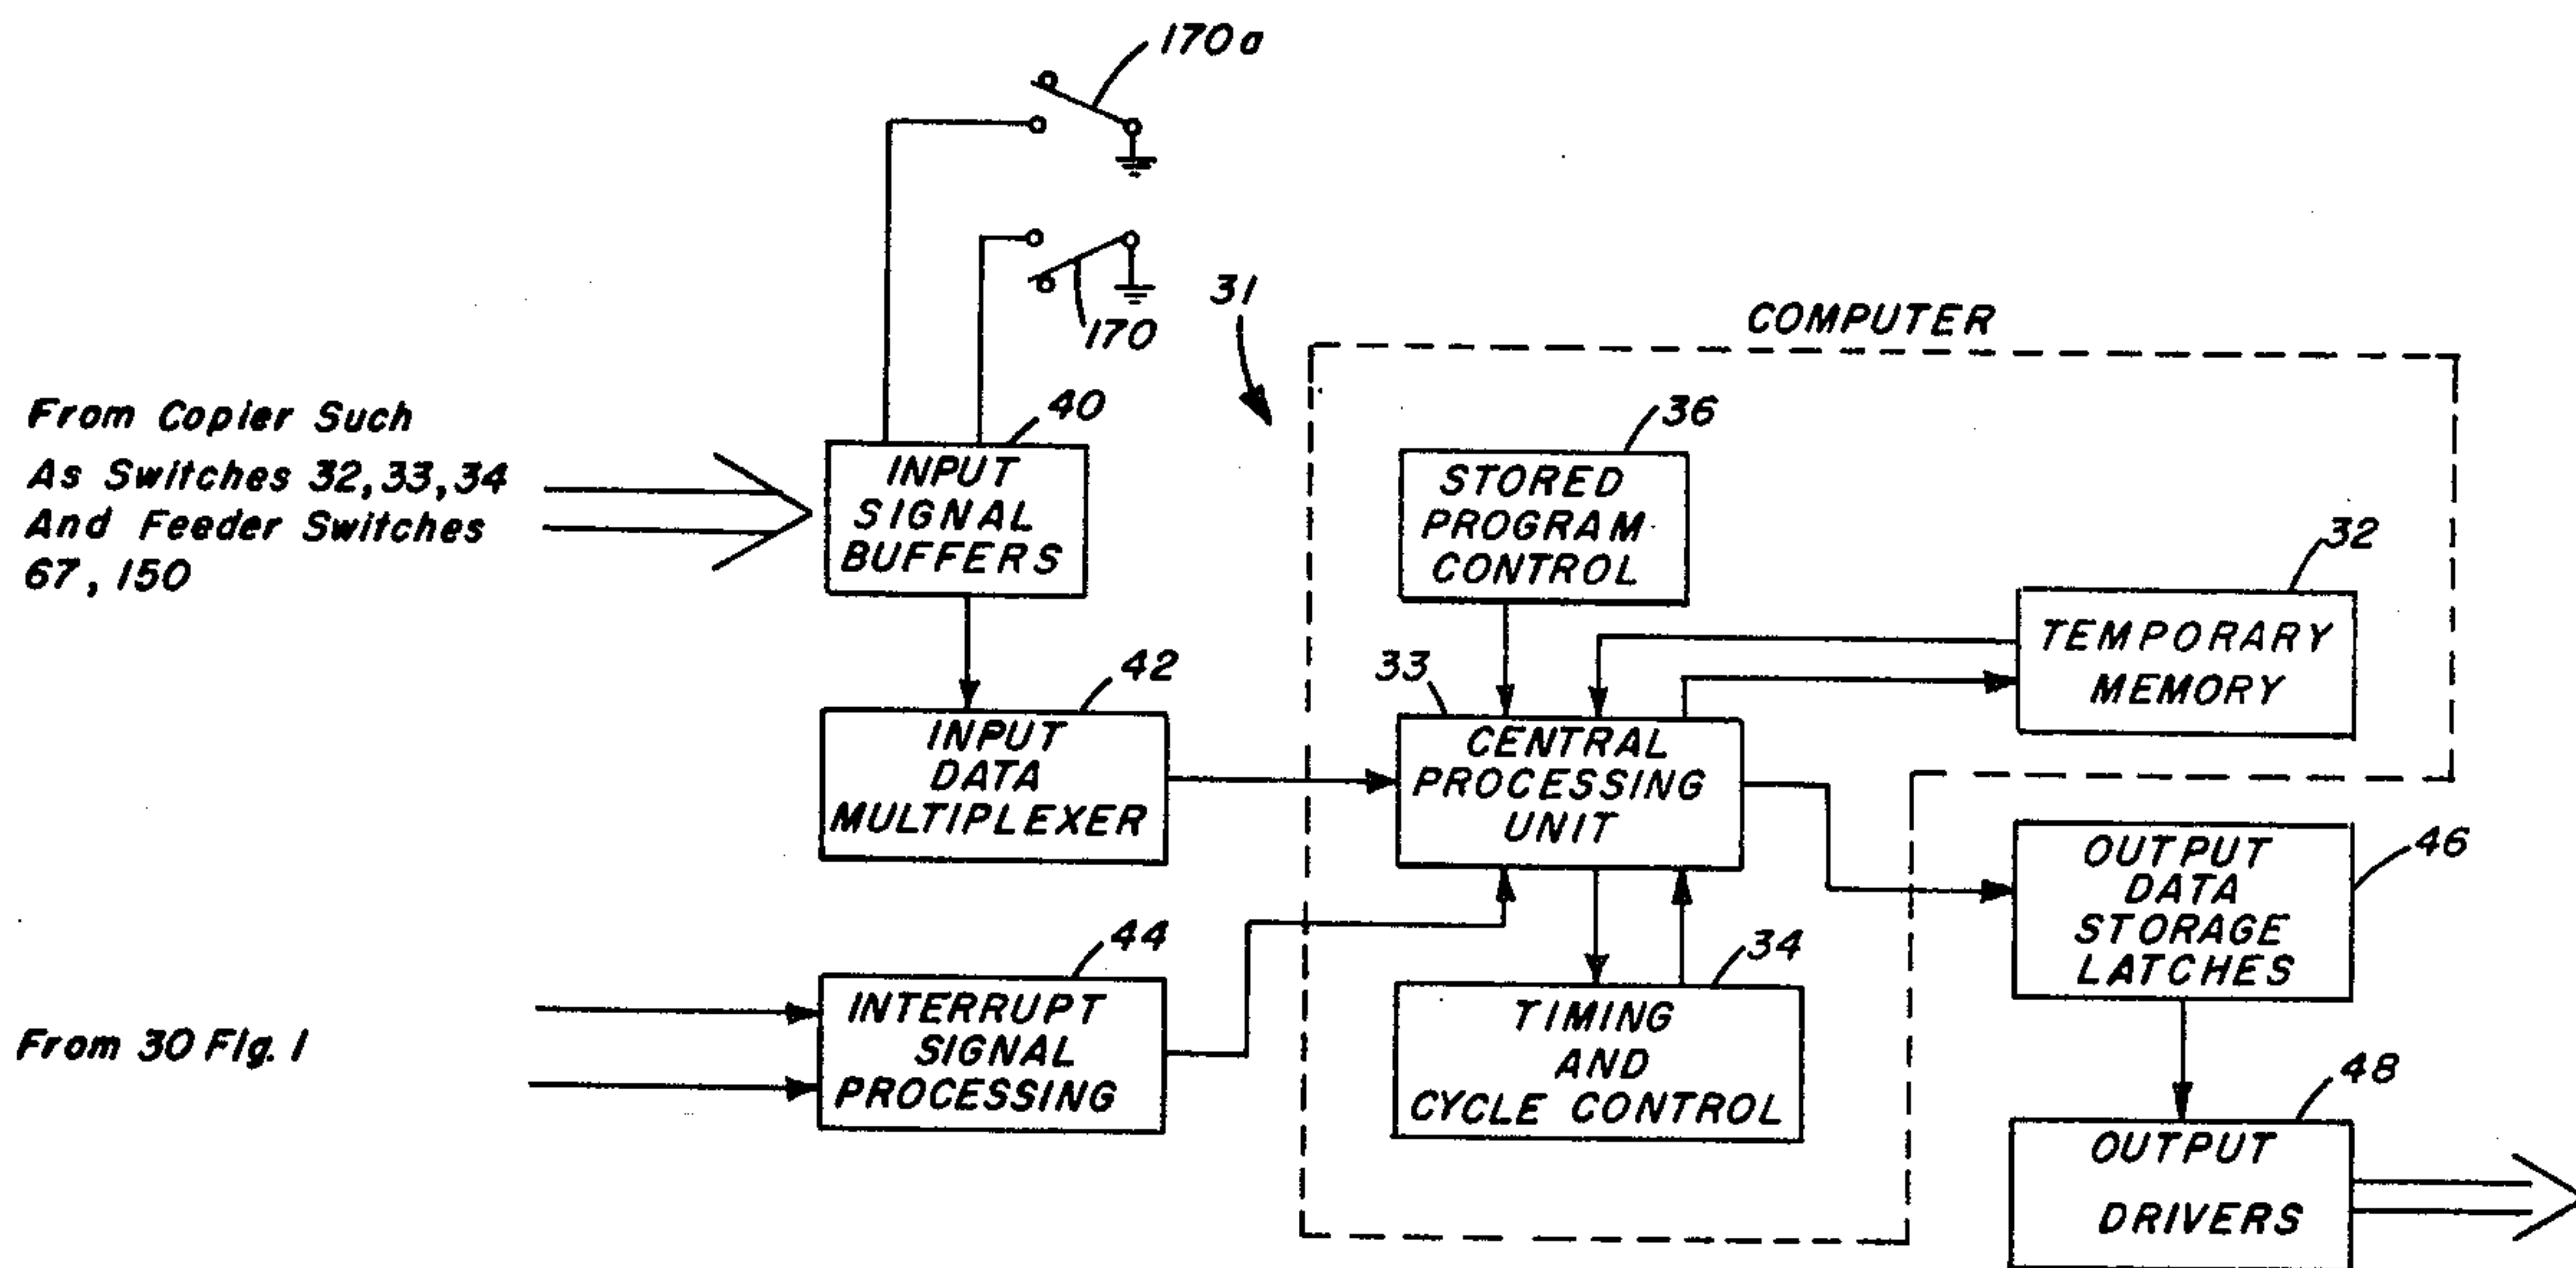 170a
170
31
COMPUTER
From Copier Such
As Switches 32,33,34
And Feeder Switches
67, 150
40
INPUT
SIGNAL
BUFFERS
36
STORED
PROGRAM
CONTROL
32
TEMPORARY
MEMORY
42
INPUT
DATA
MULTIPLEXER
33
CENTRAL
PROCESSING
UNIT
46
OUTPUT
DATA
STORAGE
LATCHES
From 30 Fig. 1
44
INTERRUPT
SIGNAL
PROCESSING
34
TIMING
AND
CYCLE CONTROL
48
OUTPUT
DRIVERS